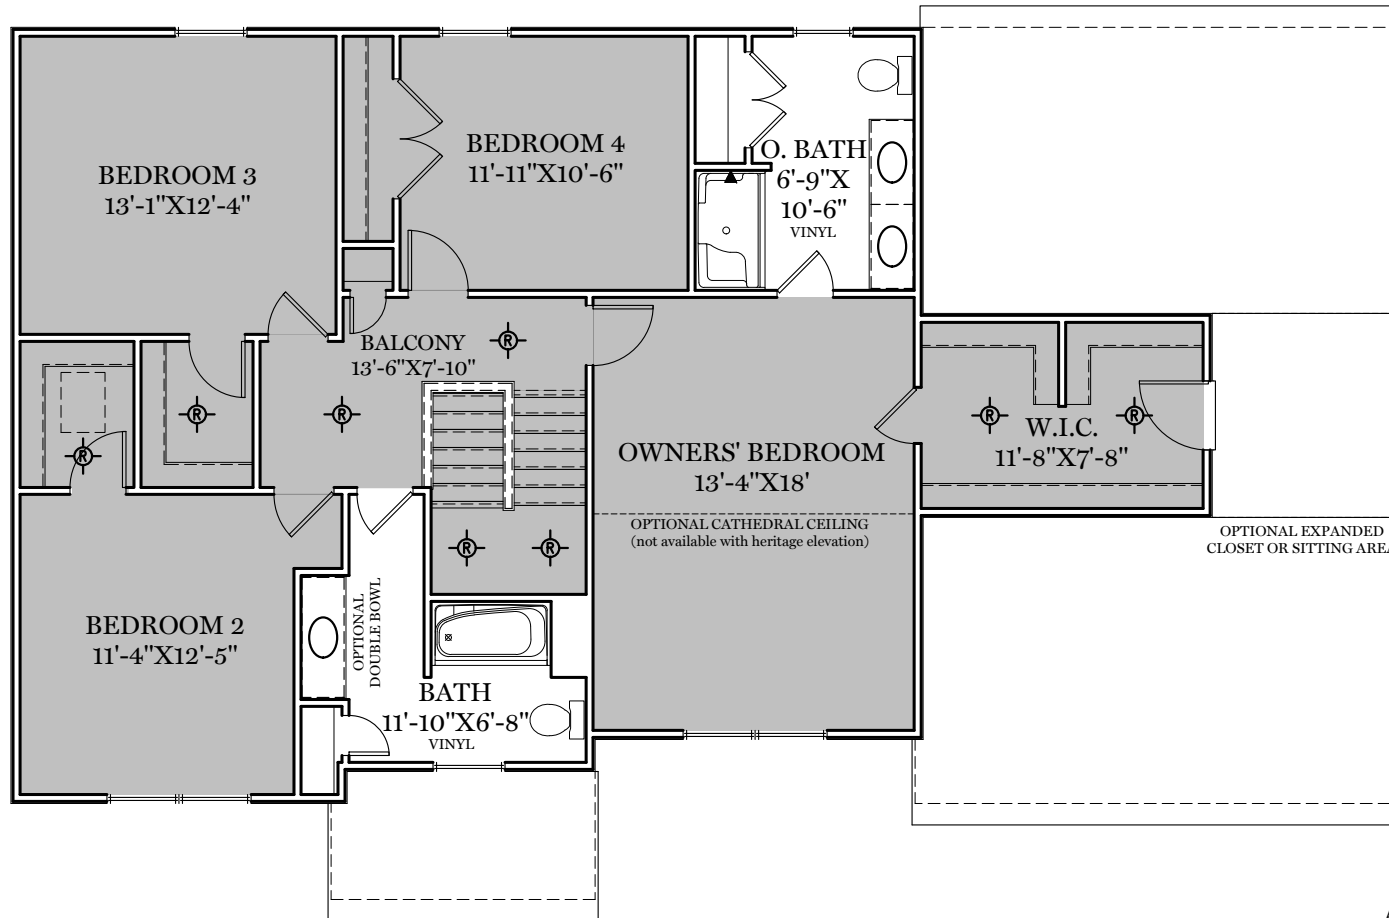 BEDROOM 3
13'-1"X12'-4"
BEDROOM 4
11'-11"X10'-6"
O. BATH
6'-9"X
10'-6"
VINYL
BALCONY
13'-6"X7'-10"
R
R
R
R
R
R
R
R
OWNERS' BEDROOM
13'-4"X18'
OPTIONAL CATHEDRAL CEILING
(not available with heritage elevation)
W.I.C.
11'-8"X7'-8"
OPTIONAL EXPANDED
CLOSET OR SITTING AREA
BEDROOM 2
11'-4"X12'-5"
OPTIONAL
DOUBLE BOWL
BATH
11'-10"X6'-8"
VINYL